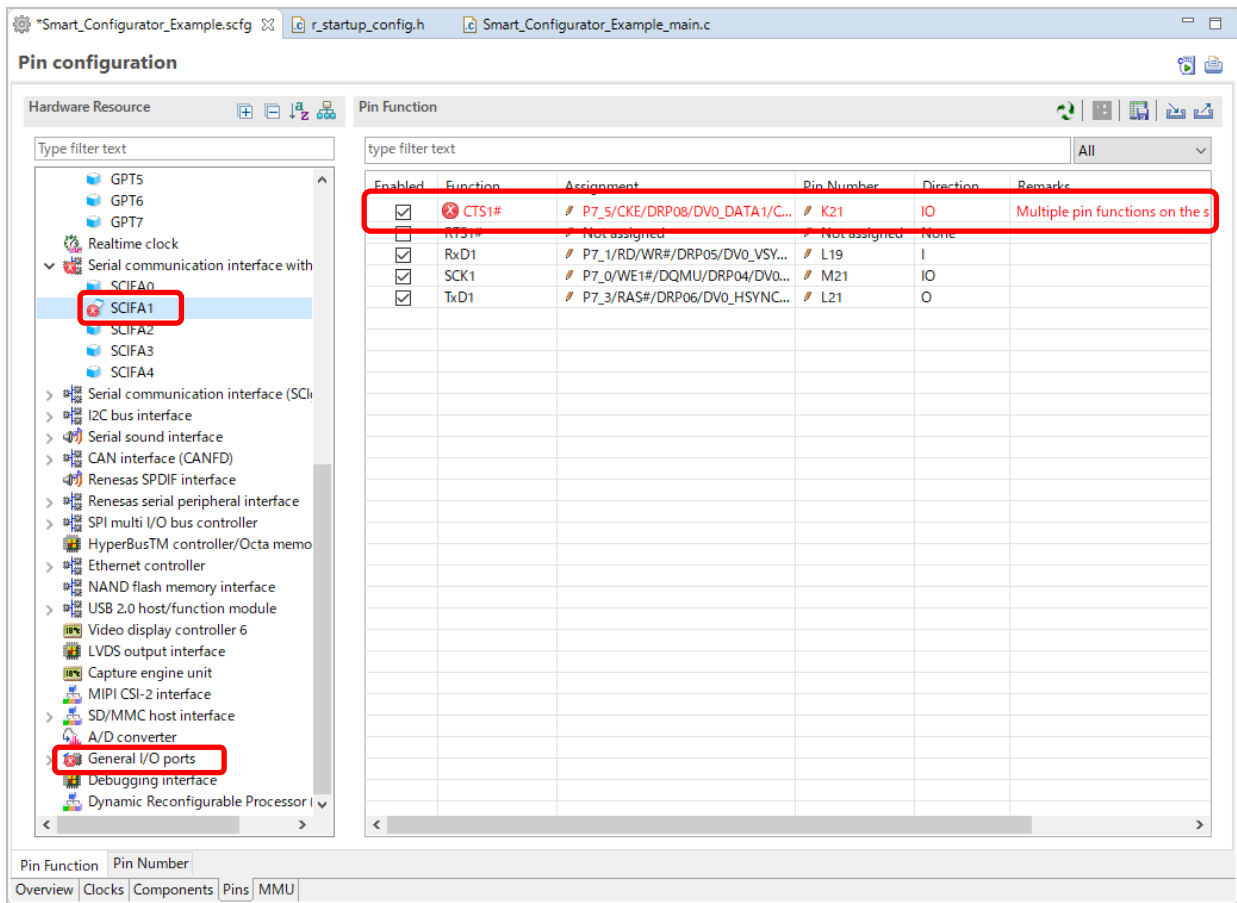 *Smart_Configurator_Example.scfg r_startup_config.h Smart_Configurator_Example_main.c
Pin configuration
Hardware Resource
Type filter text
GPT5
GPT6
GPT7
Realtime clock
Serial communication interface with
SCIFA0
SCIFA1
SCIFA2
SCIFA3
SCIFA4
Serial communication interface (SCI
I2C bus interface
Serial sound interface
CAN interface (CANFD)
Renesas SPDIF interface
Renesas serial peripheral interface
SPI multi I/O bus controller
HyperBusTM controller/Octa memo
Ethernet controller
NAND flash memory interface
USB 2.0 host/function module
Video display controller 6
LVDS output interface
Capture engine unit
MIPI CSI-2 interface
SD/MMC host interface
A/D converter
General I/O ports
Debugging interface
Dynamic Reconfigurable Processor (
Pin Function
type filter text All
Enabled Function Assignment Pin Number Direction Remarks
CTS1# P7_5/CKE/DRP08/DV0_DATA1/C... K21 IO Multiple pin functions on the s
RTS1# Not assigned Not assigned None
RxD1 P7_1/RD/WR#/DRP05/DV0_VSY... L19 I
SCK1 P7_0/WE1#/DQMU/DRP04/DV0... M21 IO
TxD1 P7_3/RAS#/DRP06/DV0_HSYNC... L21 O
Pin Function Pin Number
Overview Clocks Components Pins MMU